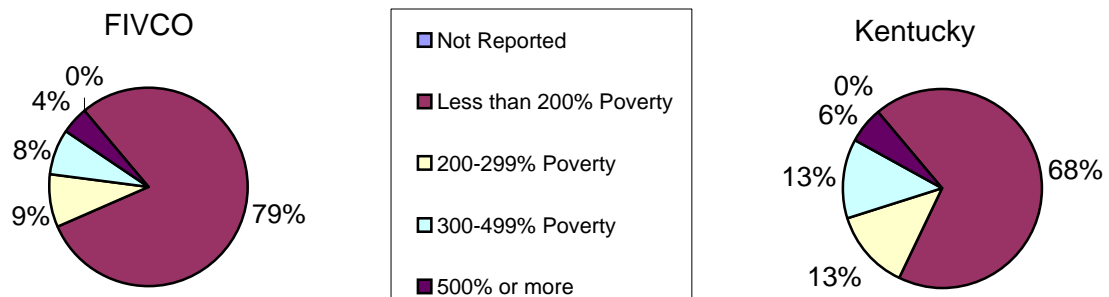 FIVCO
0%
4%
8%
9%
79%
Not Reported
Less than 200% Poverty
200-299% Poverty
300-499% Poverty
500% or more
Kentucky
0%
6%
13%
13%
68%